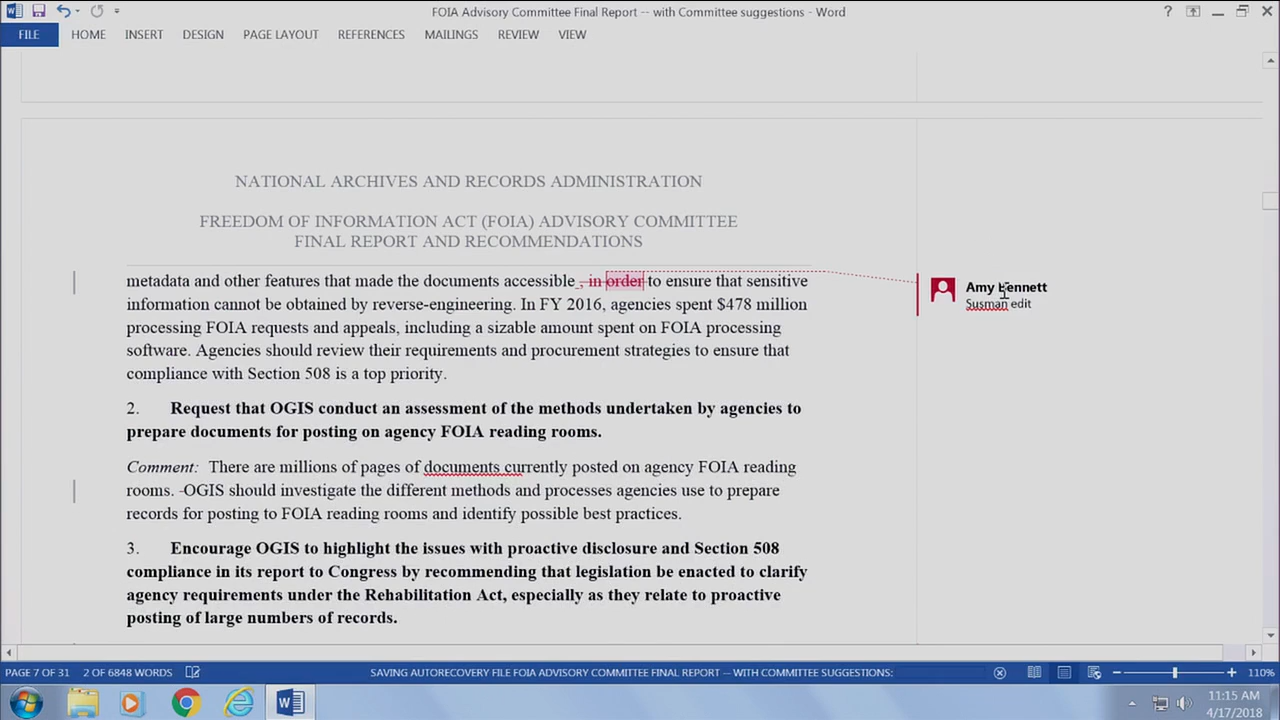 FOIA Advisory Committee Final Report -- with Committee suggestions - Word
?
FILE HOME INSERT DESIGN PAGE LAYOUT REFERENCES MAILINGS REVIEW VIEW
NATIONAL ARCHIVES AND RECORDS ADMINISTRATION
FREEDOM OF INFORMATION ACT (FOIA) ADVISORY COMMITTEE
FINAL REPORT AND RECOMMENDATIONS
metadata and other features that made the documents accessible , in order to ensure that sensitive
information cannot be obtained by reverse-engineering. In FY 2016, agencies spent $478 million
processing FOIA requests and appeals, including a sizable amount spent on FOIA processing
software. Agencies should review their requirements and procurement strategies to ensure that
compliance with Section 508 is a top priority.
Amy Bennett
Susman edit
2. Request that OGIS conduct an assessment of the methods undertaken by agencies to
prepare documents for posting on agency FOIA reading rooms.
Comment: There are millions of pages of documents currently posted on agency FOIA reading
rooms. -OGIS should investigate the different methods and processes agencies use to prepare
records for posting to FOIA reading rooms and identify possible best practices.
3. Encourage OGIS to highlight the issues with proactive disclosure and Section 508
compliance in its report to Congress by recommending that legislation be enacted to clarify
agency requirements under the Rehabilitation Act, especially as they relate to proactive
posting of large numbers of records.
PAGE 7 OF 31 2 OF 6848 WORDS SAVING AUTORECOVERY FILE FOIA ADVISORY COMMITTEE FINAL REPORT -- WITH COMMITTEE SUGGESTIONS: 110%
11:15 AM
4/17/2018